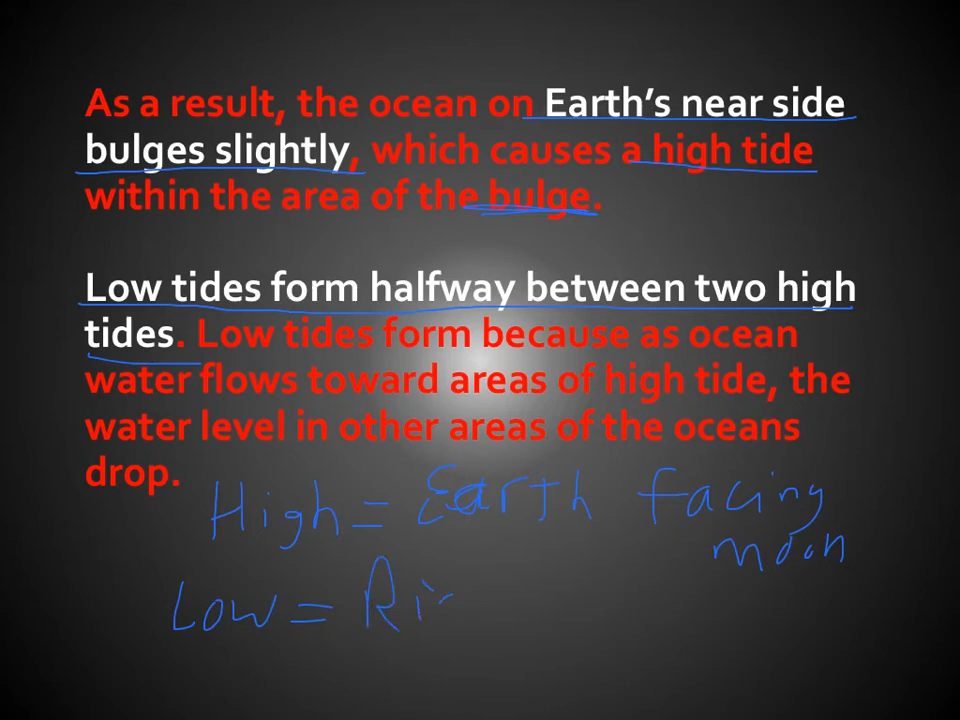 As a result, the ocean on Earth's near side
bulges slightly, which causes a high tide
within the area of the bulge.
Low tides form halfway between two high
tides. Low tides form because as ocean
water flows toward areas of high tide, the
water level in other areas of the oceans
drop.
High = Earth facing
moon
Low =